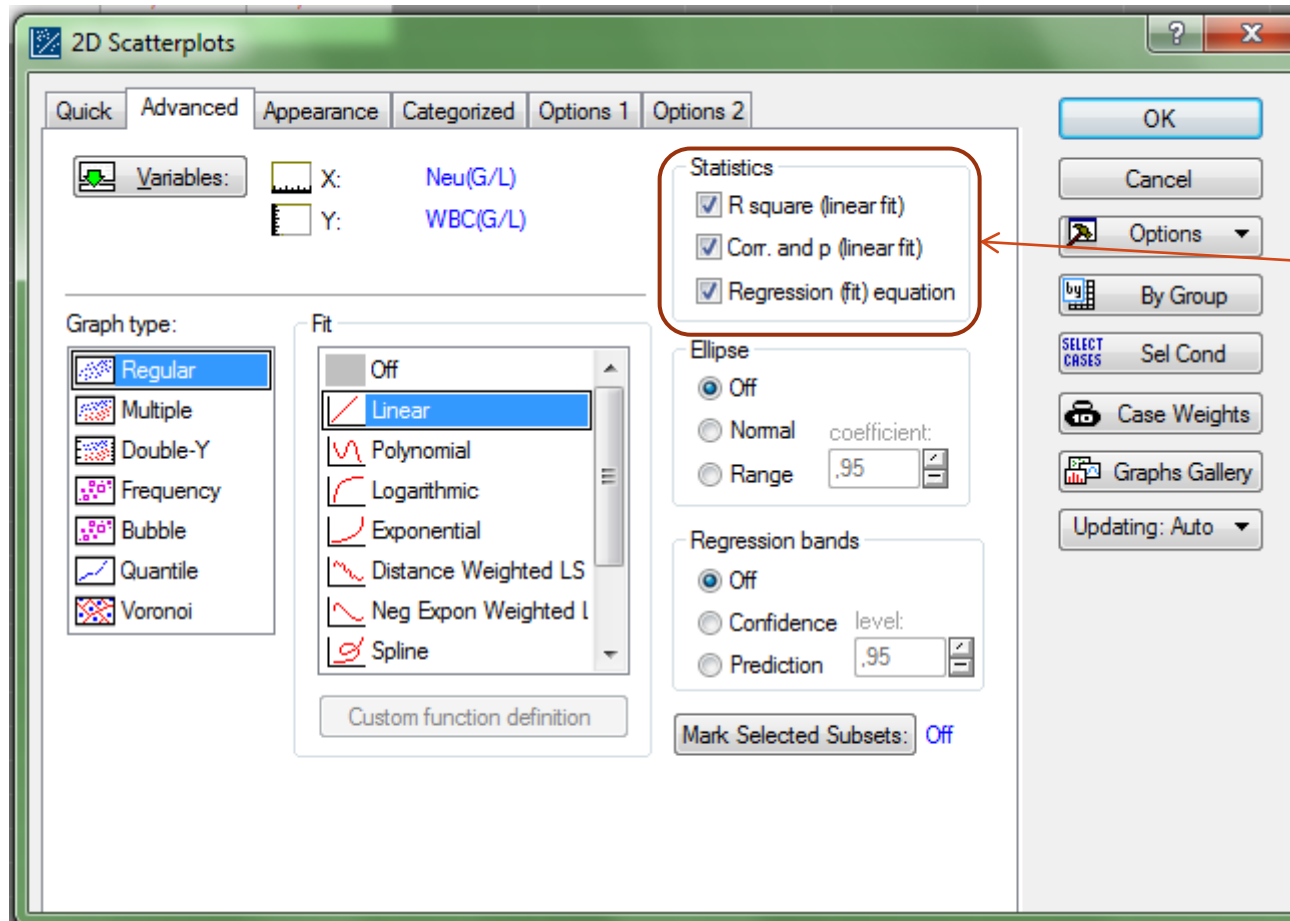 2D Scatterplots
Quick Advanced Appearance Categorized Options 1 Options 2
Variables:
X: Neu(G/L)
Y: WBC(G/L)
Graph type:
Regular
Multiple
Double-Y
Frequency
Bubble
Quantile
Voronoi
Fit
Off
Linear
Polynomial
Logarithmic
Exponential
Distance Weighted LS
Neg Expon Weighted L
Spline
Custom function definition
Statistics
R square (linear fit)
Corr. and p (linear fit)
Regression (fit) equation
Ellipse
Off
Normal coefficient:
Range ,95
Regression bands
Off
Confidence level:
Prediction ,95
Mark Selected Subsets: Off
OK
Cancel
Options
By Group
SELECT CASES Sel Cond
Case Weights
Graphs Gallery
Updating: Auto